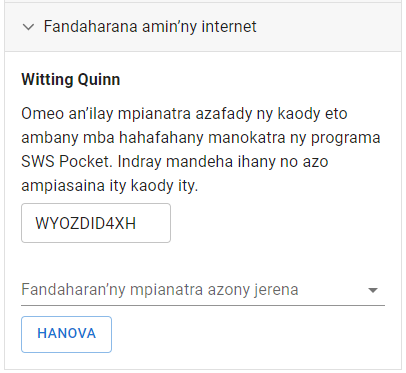 Fandaharana amin’ny internet
Witting Quinn
Omeo an’ilay mpianatra azafady ny kaody eto
ambany mba hahafahany manokatra ny programa
SWS Pocket. Indray mandeha ihany no azo
ampiasaina ity kaody ity.
WYOZDID4XH
Fandaharan’ny mpianatra azony jerena
HANOVA